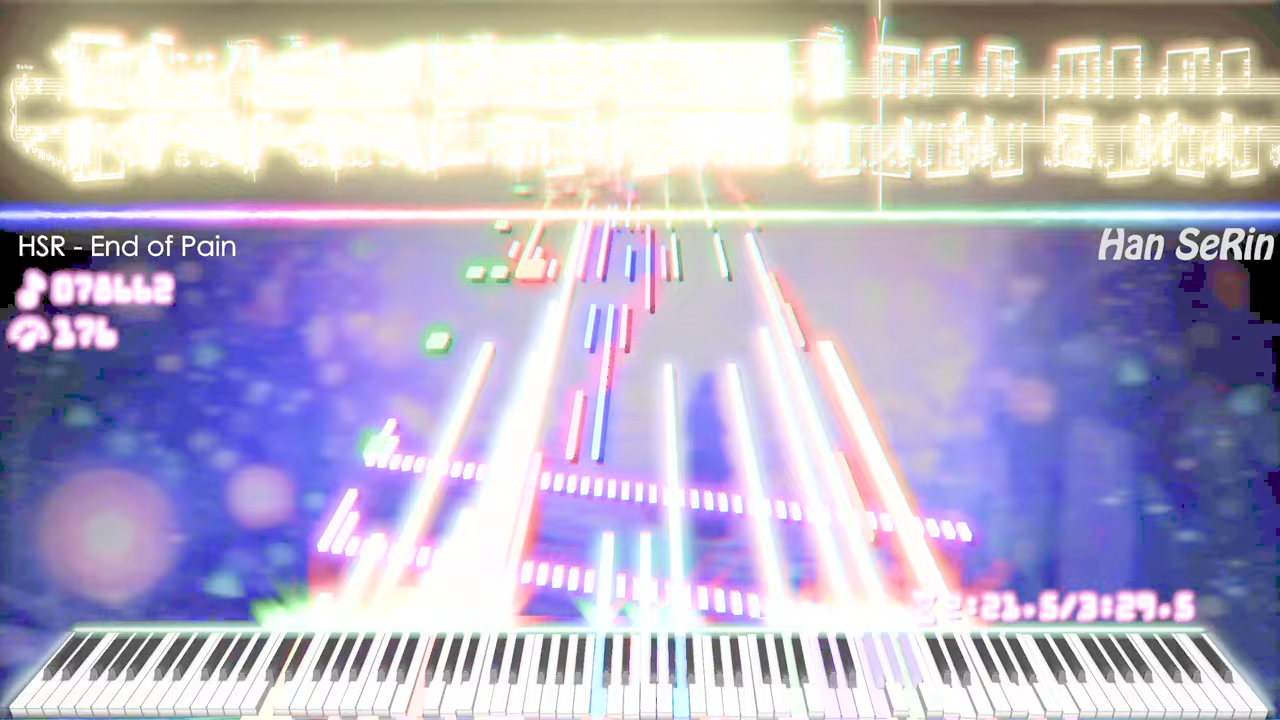 HSR - End of Pain
Han SeRin
078662
176
2:21.5/3:29.5